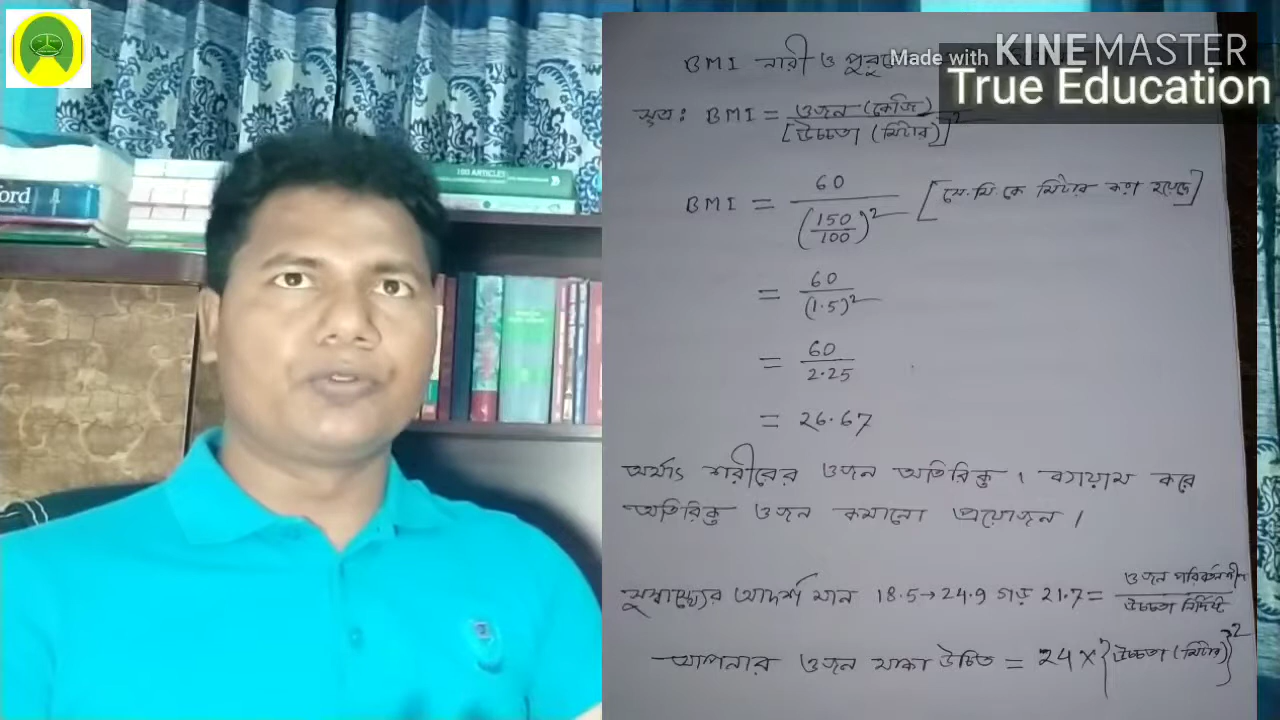 Made with KINEMASTER
True Education
ord
100 ARTICLES
BMI নারী ও
সূত্র: BMI = ওজন (কেজি) / [উচ্চতা (মিটার)]²
BMI = 60 / (150/100)² [সে.মি.কে মিটার করা হয়েছে]
= 60 / (1.5)²
= 60 / 2.25
= ২6.67
অর্থাৎ শরীরের ওজন অতিরিক্ত। ব্যায়াম করে
অতিরিক্ত ওজন কমানো প্রয়োজন।
সুস্বাস্থ্যের আদর্শ মান 18.5→24.9 গড় 21.7 = ওজন পরিবর্তনশীল / উচ্চতা নির্দিষ্ট
আপনার ওজন থাকা উচিত = ২4 × {উচ্চতা (মিটার)}²